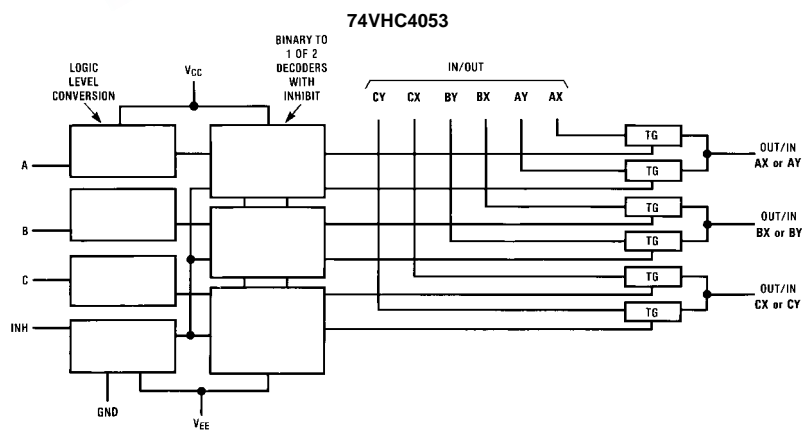 74VHC4053
LOGIC
LEVEL
CONVERSION
VCC
BINARY TO
1 OF 2
DECODERS
WITH
INHIBIT
IN/OUT
CY CX BY BX AY AX
A
B
C
INH
GND
VEE
TG
TG
TG
TG
TG
TG
OUT/IN
AX or AY
OUT/IN
BX or BY
OUT/IN
CX or CY